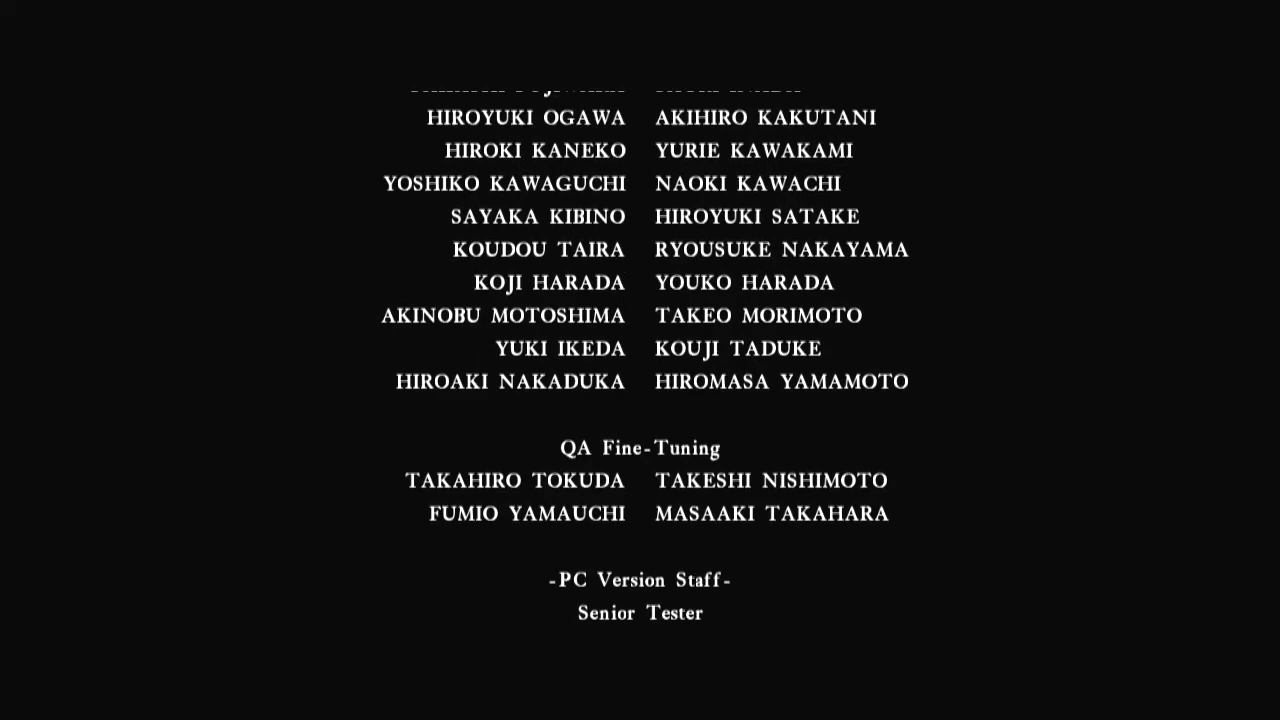 HIROYUKI OGAWA AKIHIRO KAKUTANI
HIROKI KANEKO YURIE KAWAKAMI
YOSHIKO KAWAGUCHI NAOKI KAWACHI
SAYAKA KIBINO HIROYUKI SATAKE
KOUDOU TAIRA RYOUSUKE NAKAYAMA
KOJI HARADA YOUKO HARADA
AKINOBU MOTOSHIMA TAKEO MORIMOTO
YUKI IKEDA KOUJI TADUKE
HIROAKI NAKADUKA HIROMASA YAMAMOTO
QA Fine-Tuning
TAKAHIRO TOKUDA TAKESHI NISHIMOTO
FUMIO YAMAUCHI MASAAKI TAKAHARA
-PC Version Staff-
Senior Tester